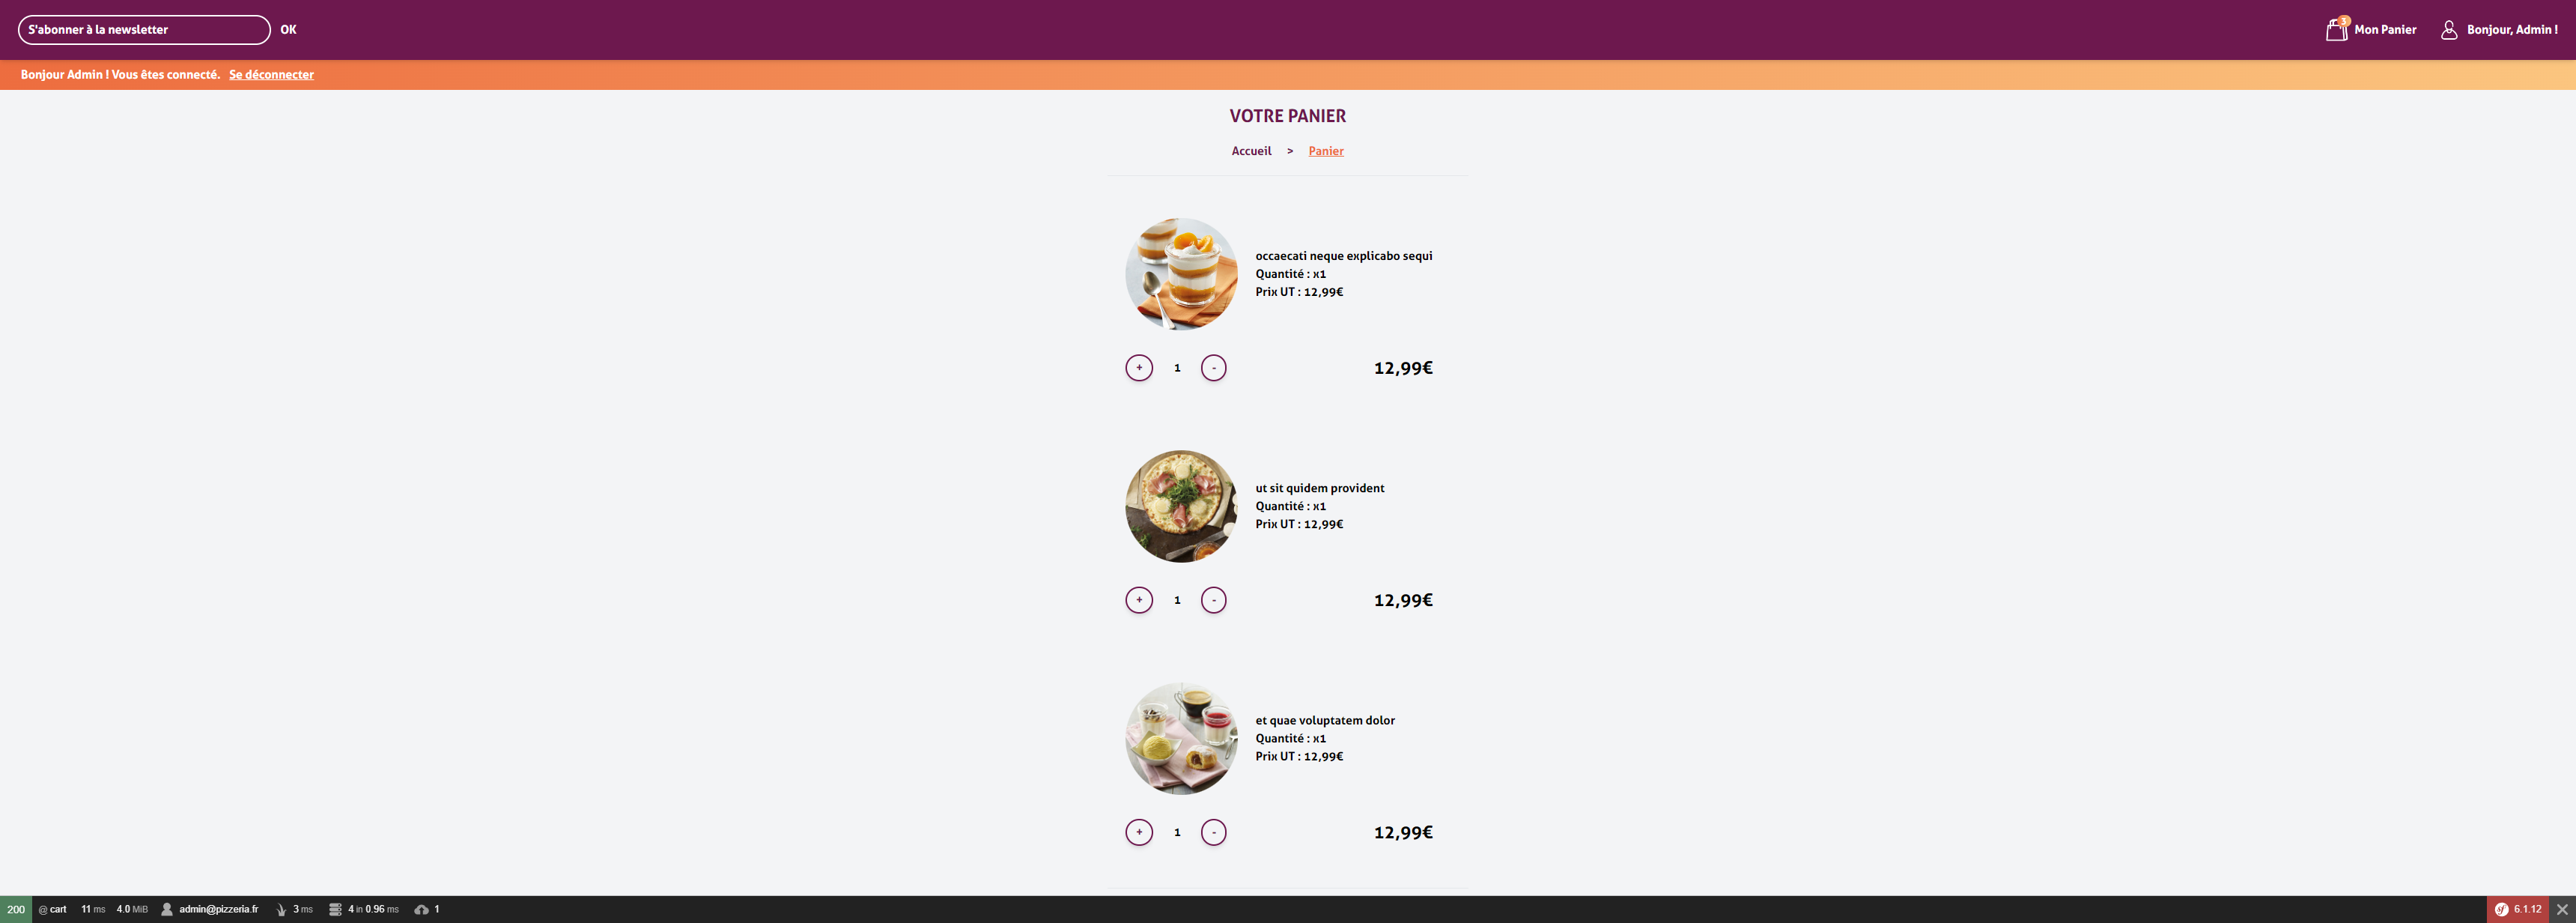 S'abonner à la newsletter OK 3 Mon Panier Bonjour, Admin !
Bonjour Admin ! Vous êtes connecté. Se déconnecter
VOTRE PANIER
Accueil > Panier
occaecati neque explicabo sequi
Quantité : x1
Prix UT : 12,99€
+ 1 - 12,99€
ut sit quidem provident
Quantité : x1
Prix UT : 12,99€
+ 1 - 12,99€
et quae voluptatem dolor
Quantité : x1
Prix UT : 12,99€
+ 1 - 12,99€
200 @ cart 11 ms 4.0 MiB admin@pizzeria.fr 3 ms 4 in 0.96 ms 1 sf 6.1.12